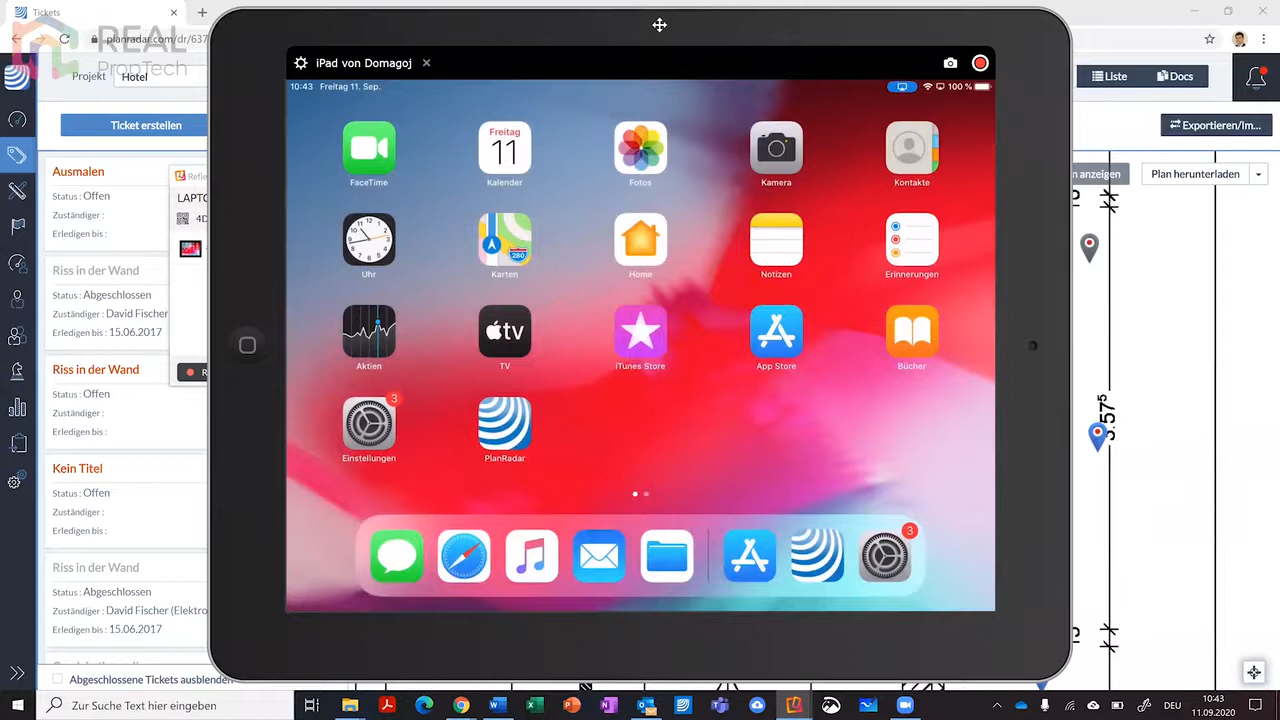 Tickets
planradar.com/dr/637
REAL
PropTech
Projekt
Hotel
Liste
Docs
Ticket erstellen
Exportieren/Im...
n anzeigen
Plan herunterladen
Ausmalen
Status : Offen
Zuständiger :
Erledigen bis :
Riss in der Wand
Status : Abgeschlossen
Zuständiger : David Fischer
Erledigen bis : 15.06.2017
Riss in der Wand
Status : Offen
Zuständiger :
Erledigen bis :
Kein Titel
Status : Offen
Zuständiger :
Erledigen bis :
Riss in der Wand
Status : Abgeschlossen
Zuständiger : David Fischer (Elektro
Erledigen bis : 15.06.2017
Abgeschlossene Tickets ausblenden
Refle
LAPTO
4D
R
iPad von Domagoj
10:43 Freitag 11. Sep.
100 %
Freitag
11
FaceTime
Kalender
Fotos
Kamera
Kontakte
280
Uhr
Karten
Home
Notizen
Erinnerungen
tv
Aktien
TV
iTunes Store
App Store
Bücher
3
Einstellungen
PlanRadar
3
3.57⁵
Zur Suche Text hier eingeben
DEU
10:43
11.09.2020